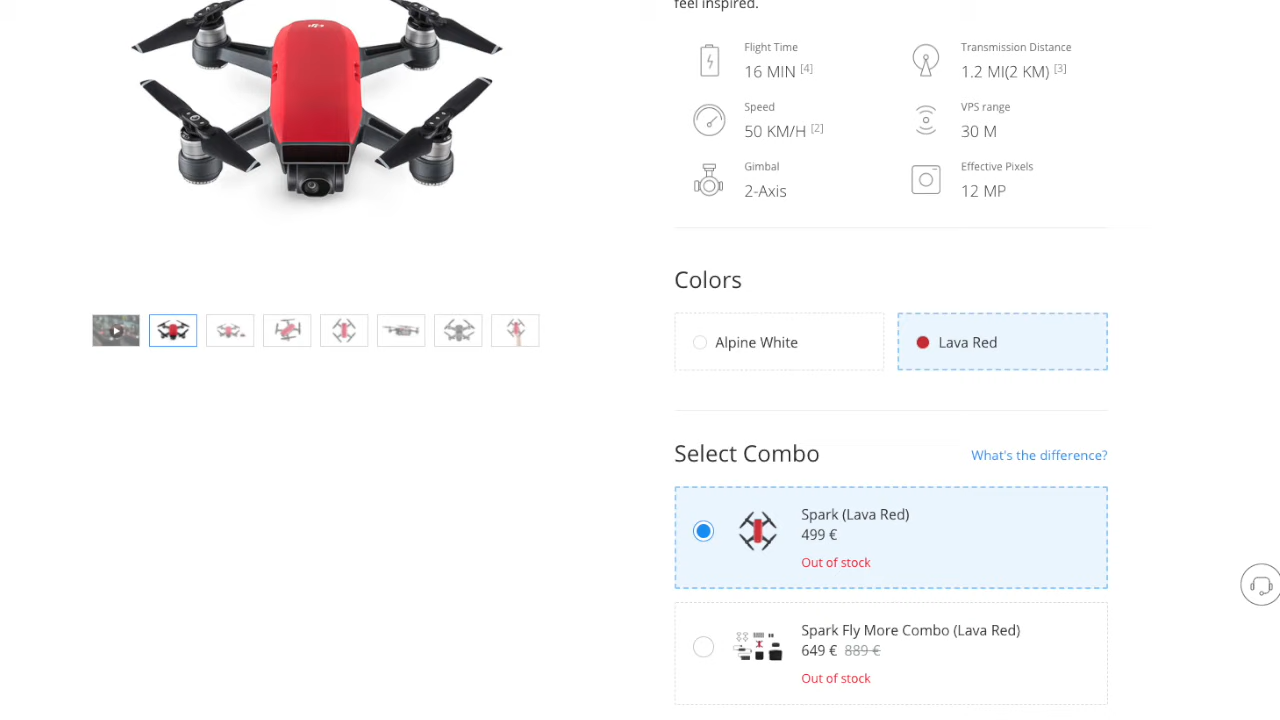 feel inspired.
Flight Time
16 MIN [4]
Transmission Distance
1.2 MI(2 KM) [3]
Speed
50 KM/H [2]
VPS range
30 M
Gimbal
2-Axis
Effective Pixels
12 MP
Colors
Alpine White
Lava Red
Select Combo
What's the difference?
Spark (Lava Red)
499 €
Out of stock
Spark Fly More Combo (Lava Red)
649 € 889 €
Out of stock